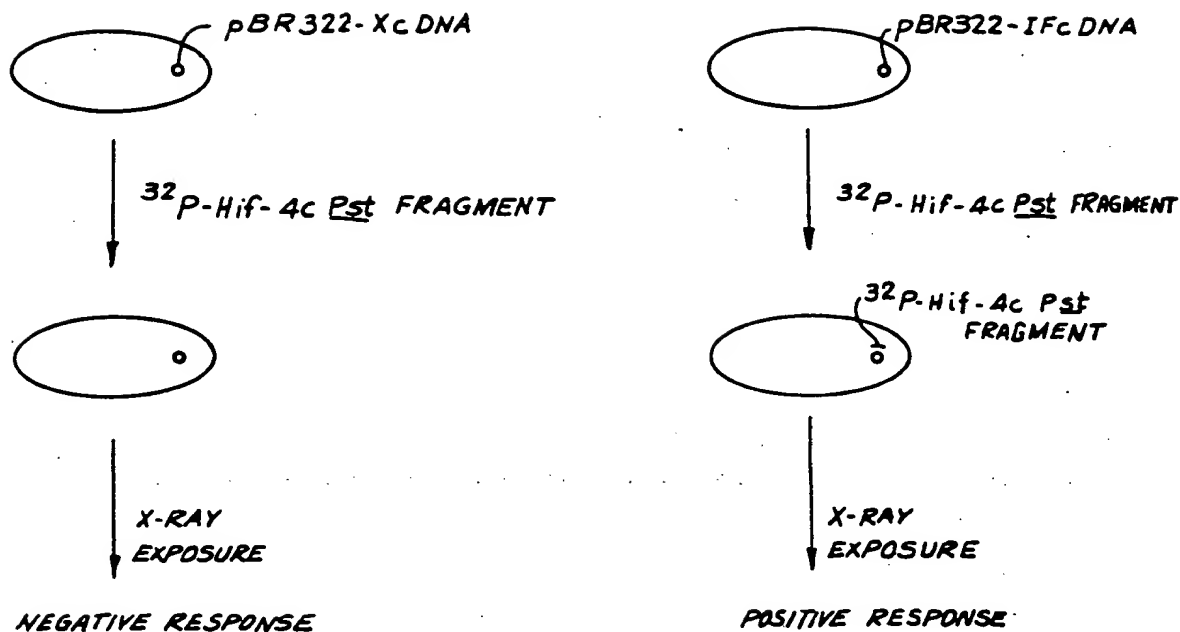 pBR322-XcDNA
32P-Hif-4c Pst FRAGMENT
X-RAY
EXPOSURE
NEGATIVE RESPONSE
pBR322-IFcDNA
32P-Hif-4c Pst FRAGMENT
32P-Hif-4c Pst
FRAGMENT
X-RAY
EXPOSURE
POSITIVE RESPONSE